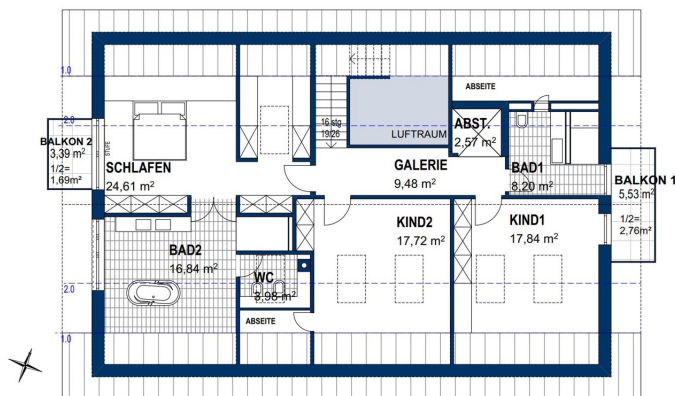 1.0
ABSEITE
2.0
BALKON 2
3,39 m²
1/2=
1,69m²
STUFE
SCHLAFEN
24,61 m²
16 stg
19/26
LUFTRAUM
ABST
2,57 m²
GALERIE
9,48 m²
BAD1
8,20 m²
BALKON 1
5,53 m²
1/2=
2,76m²
KIND2
17,72 m²
KIND1
17,84 m²
BAD2
16,84 m²
WC
3,98 m²
2.0
ABSEITE
1.0